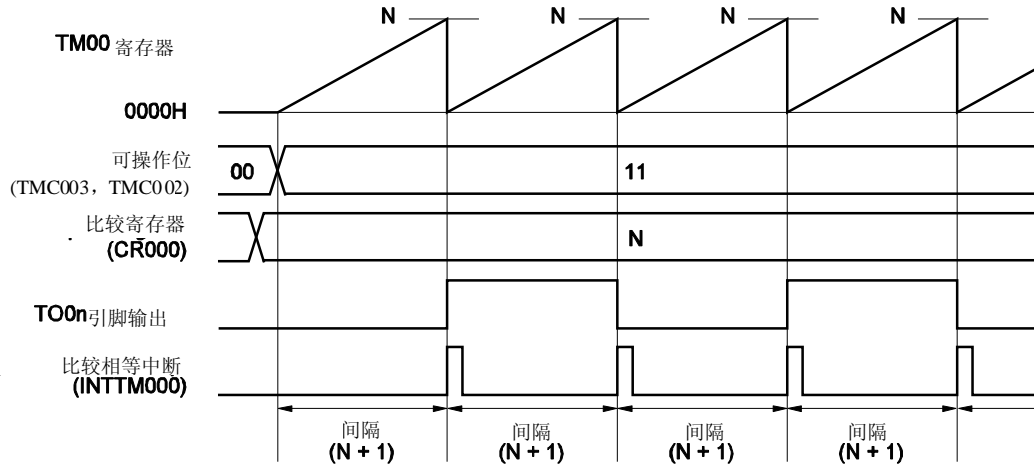 N N N N
TM00 寄存器
0000H
可操作位
(TMC003，TMC002)
00 11
比较寄存器
(CR000)
N
TO0n引脚输出
比较相等中断
(INTTM000)
间隔 间隔 间隔 间隔
(N + 1) (N + 1) (N + 1) (N + 1)